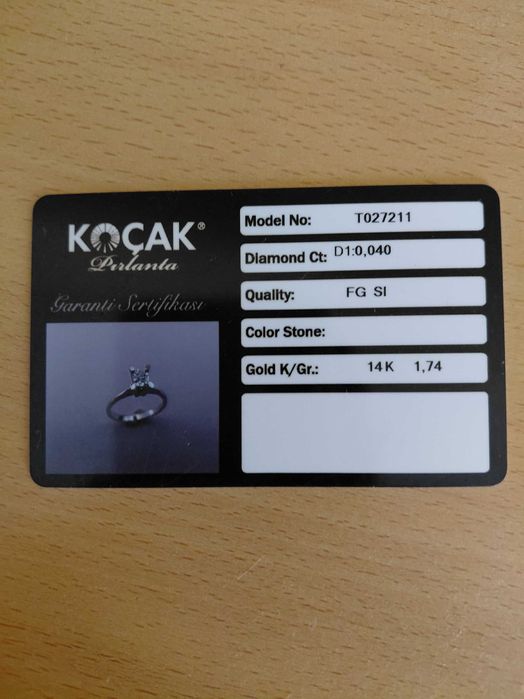 KOÇAK®
Pırlanta
Garanti Sertifikası
Model No: T027211
Diamond Ct: D1:0,040
Quality: FG SI
Color Stone:
Gold K/Gr.: 14K 1,74